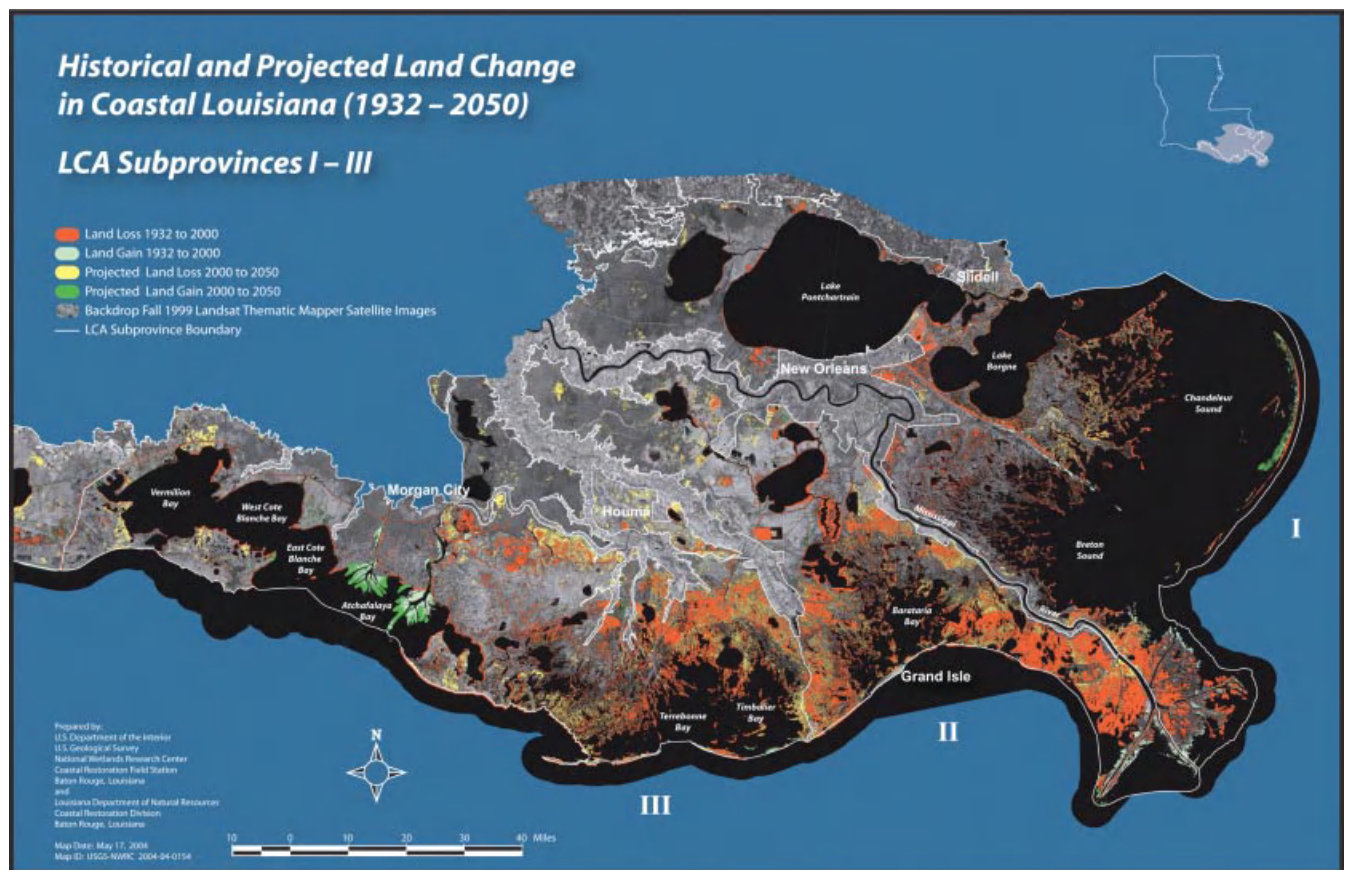 Historical and Projected Land Change
in Coastal Louisiana (1932 – 2050)
LCA Subprovinces I – III
Land Loss 1932 to 2000
Land Gain 1932 to 2000
Projected Land Loss 2000 to 2050
Projected Land Gain 2000 to 2050
Backdrop Fall 1999 Landsat Thematic Mapper Satellite Images
LCA Subprovince Boundary
Slidell
Lake
Pontchartrain
Lake
Borgne
New Orleans
Chandeleur
Sound
Morgan City
Vermilion
Bay
West Cote
Blanche Bay
Houma
Mississippi
East Cote
Blanche
Bay
Breton
Sound
I
Atchafalaya
Bay
Barataria
Bay
River
Grand Isle
Terrebonne
Bay
Timbalier
Bay
II
III
N
Prepared by:
U.S. Department of the Interior
U.S. Geological Survey
National Wetlands Research Center
Coastal Restoration Field Station
Baton Rouge, Louisiana
and
Louisiana Department of Natural Resources
Coastal Restoration Division
Baton Rouge, Louisiana
Map Date: May 17, 2004
Map ID: USGS-NWRC 2004-04-0154
10 0 10 20 30 40 Miles